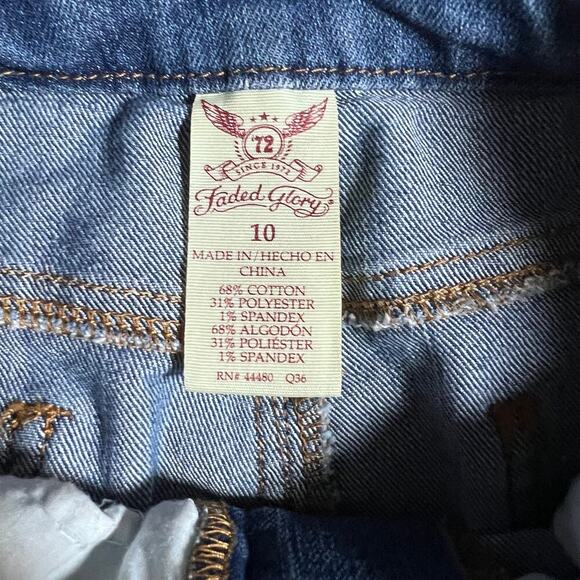 '72
SINCE 1972
Faded Glory®
10
MADE IN/HECHO EN
CHINA
68% COTTON
31% POLYESTER
1% SPANDEX
68% ALGODÓN
31% POLIÉSTER
1% SPANDEX
RN# 44480 Q36